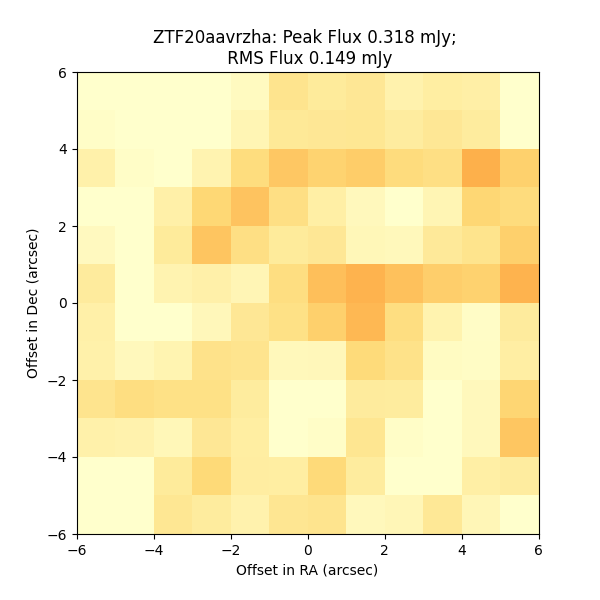 ZTF20aavrzha: Peak Flux 0.318 mJy;
RMS Flux 0.149 mJy
6
4
2
0
−2
−4
−6
Offset in Dec (arcsec)
−6 −4 −2 0 2 4 6
Offset in RA (arcsec)